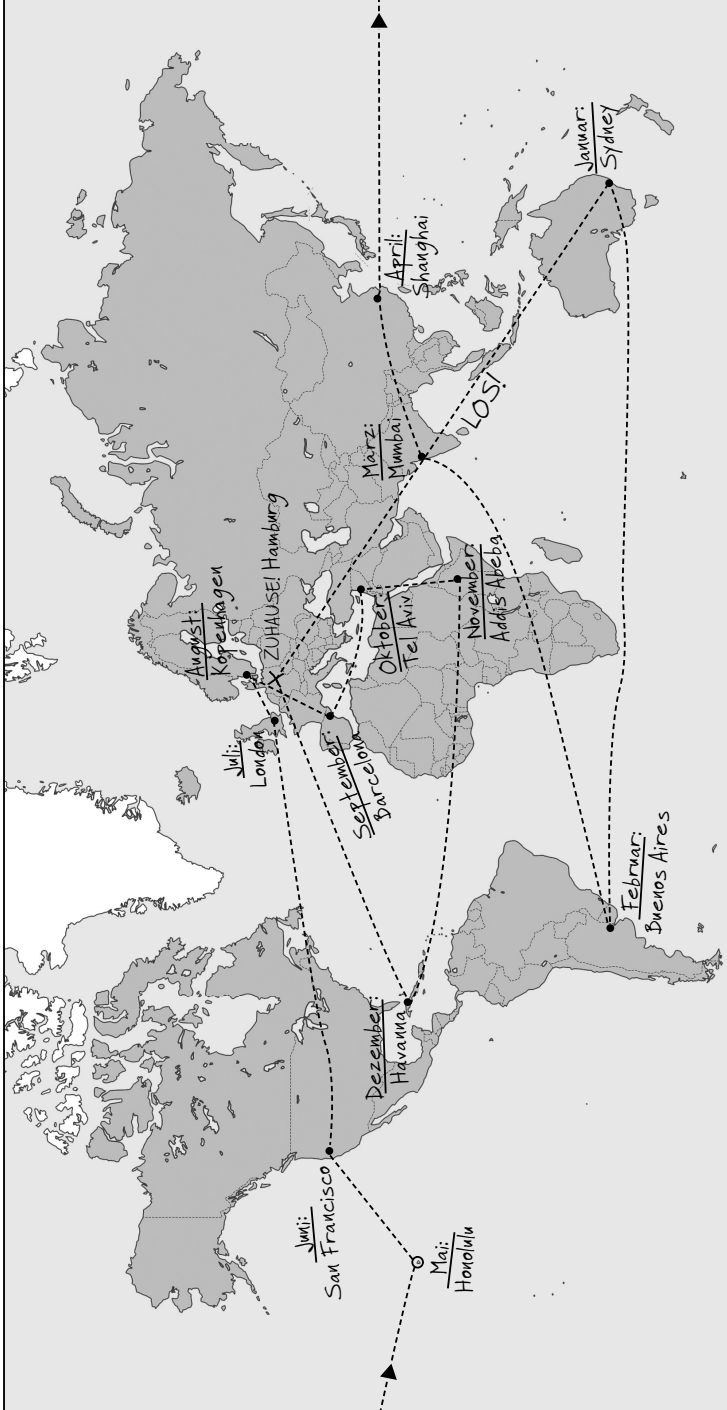 Januar:
Sydney
Februar:
Buenos Aires
März:
Mumbai
April:
Shanghai
Mai:
Honolulu
Juni:
San Francisco
Juli:
London
August:
Kopenhagen
September:
Barcelona
Oktober:
Tel Aviv
November:
Addis Abeba
Dezember:
Havanna
ZUHAUSE! Hamburg
LOS!